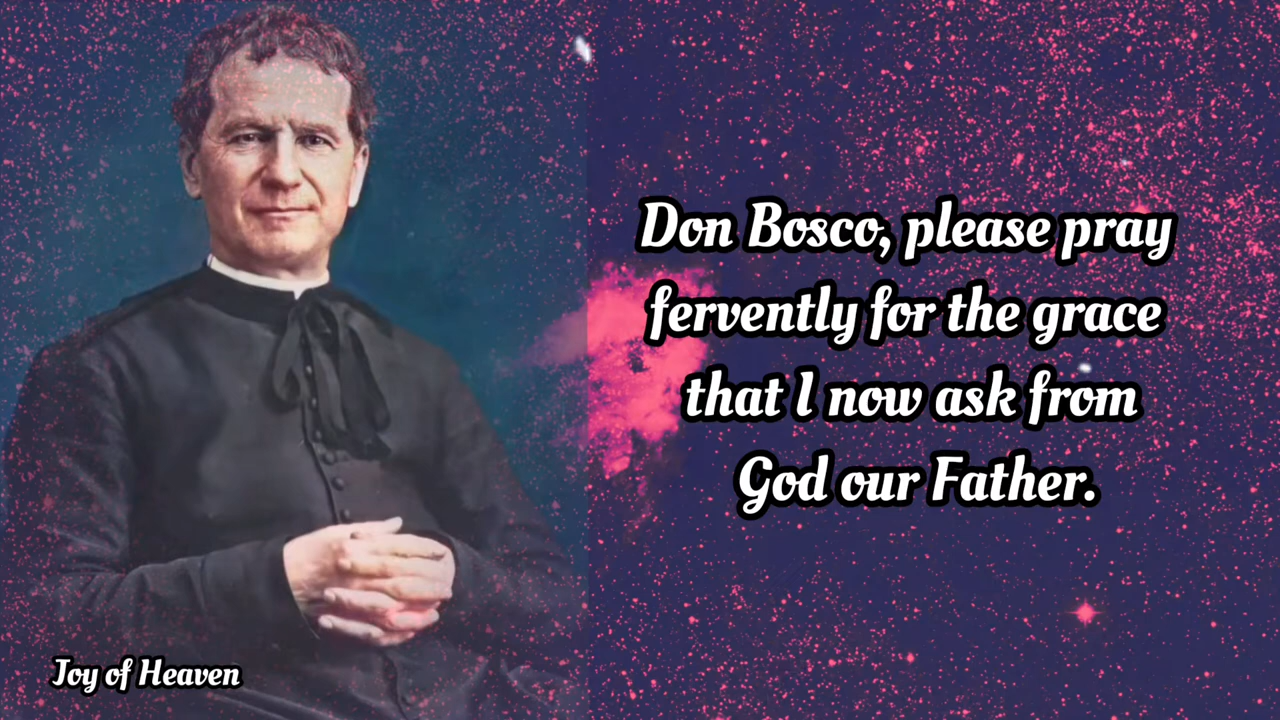 Don Bosco, please pray
fervently for the grace
that I now ask from
God our Father.
Joy of Heaven